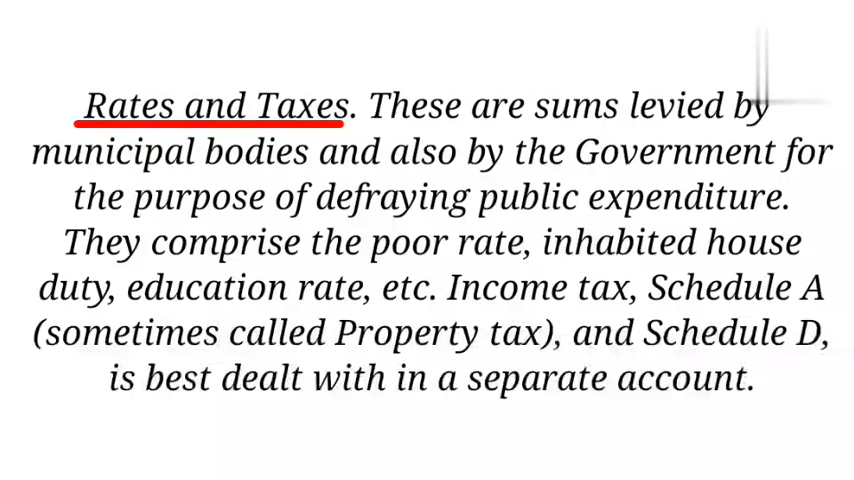 Rates and Taxes. These are sums levied by
municipal bodies and also by the Government for
the purpose of defraying public expenditure.
They comprise the poor rate, inhabited house
duty, education rate, etc. Income tax, Schedule A
(sometimes called Property tax), and Schedule D,
is best dealt with in a separate account.